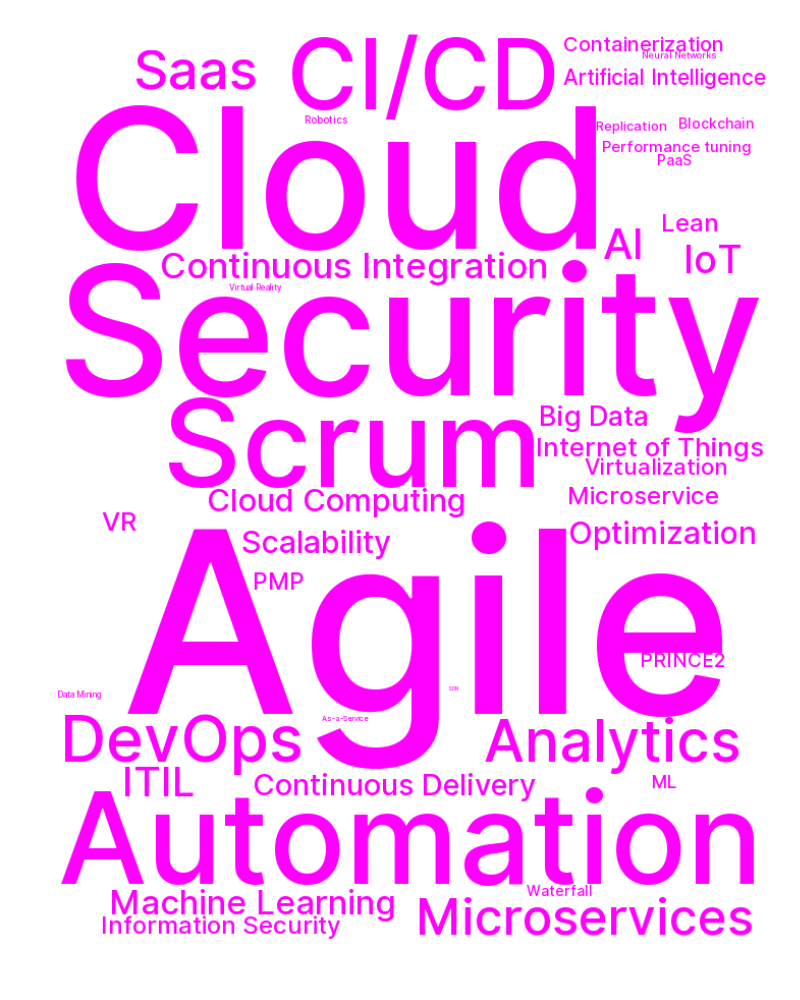 Saas
CI/CD
Containerization
Neural Networks
Artificial Intelligence
Robotics
Cloud
Replication
Blockchain
Performance tuning
PaaS
Lean
AI
IoT
Continuous Integration
Virtual Reality
Security
Scrum
Big Data
Internet of Things
Virtualization
Cloud Computing
Microservice
VR
Scalability
Optimization
PMP
Agile
PRINCE2
SDN
Data Mining
As-a-Service
DevOps
Analytics
ITIL
Continuous Delivery
ML
Automation
Waterfall
Machine Learning
Microservices
Information Security